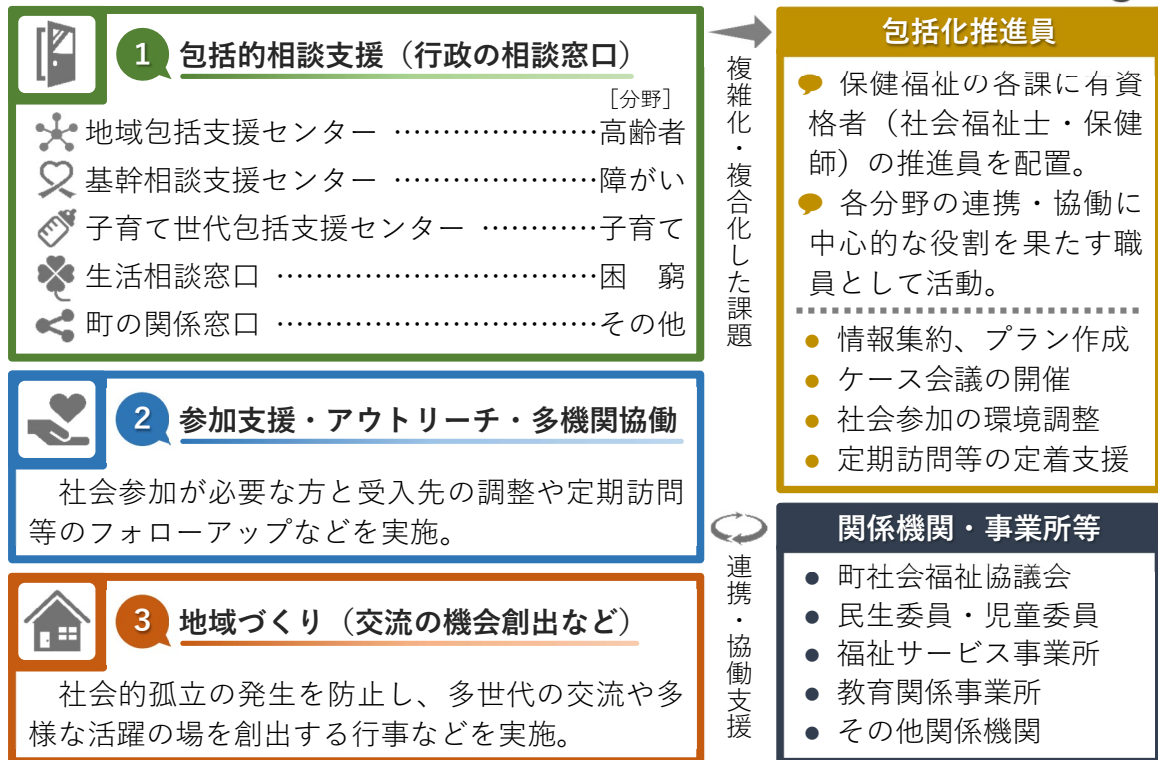 1 包括的相談支援（行政の相談窓口）
［分野］
地域包括支援センター …………………高齢者
基幹相談支援センター …………………障がい
子育て世代包括支援センター …………子育て
生活相談窓口 ……………………………困　窮
町の関係窓口 ……………………………その他
2 参加支援・アウトリーチ・多機関協働
社会参加が必要な方と受入先の調整や定期訪問
等のフォローアップなどを実施。
3 地域づくり（交流の機会創出など）
社会的孤立の発生を防止し、多世代の交流や多
様な活躍の場を創出する行事などを実施。
複雑化・複合化した課題
連携・協働支援
包括化推進員
保健福祉の各課に有資
格者（社会福祉士・保健
師）の推進員を配置。
各分野の連携・協働に
中心的な役割を果たす職
員として活動。
● 情報集約、プラン作成
● ケース会議の開催
● 社会参加の環境調整
● 定期訪問等の定着支援
関係機関・事業所等
● 町社会福祉協議会
● 民生委員・児童委員
● 福祉サービス事業所
● 教育関係事業所
● その他関係機関